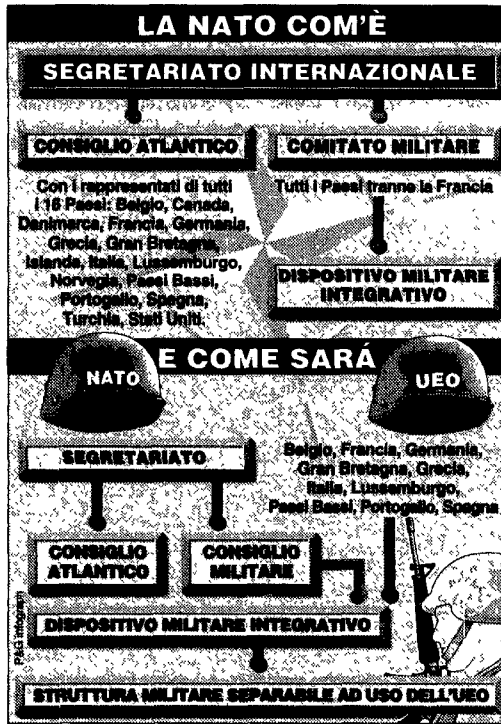 LA NATO COM'È
SEGRETARIATO INTERNAZIONALE
CONSIGLIO ATLANTICO
Con i rappresentati di tutti
i 16 Paesi: Belgio, Canada,
Danimarca, Francia, Germania,
Grecia, Gran Bretagna,
Islanda, Italia, Lussemburgo,
Norvegia, Paesi Bassi,
Portogallo, Spagna,
Turchia, Stati Uniti.
COMITATO MILITARE
Tutti i Paesi tranne la Francia
DISPOSITIVO MILITARE
INTEGRATIVO
E COME SARÁ
NATO
UEO
SEGRETARIATO
Belgio, Francia, Germania,
Gran Bretagna, Grecia,
Italia, Lussemburgo,
Paesi Bassi, Portogallo, Spagna
CONSIGLIO
ATLANTICO
CONSIGLIO
MILITARE
DISPOSITIVO MILITARE INTEGRATIVO
STRUTTURA MILITARE SEPARABILE AD USO DELL'UEO
P&G Infograph